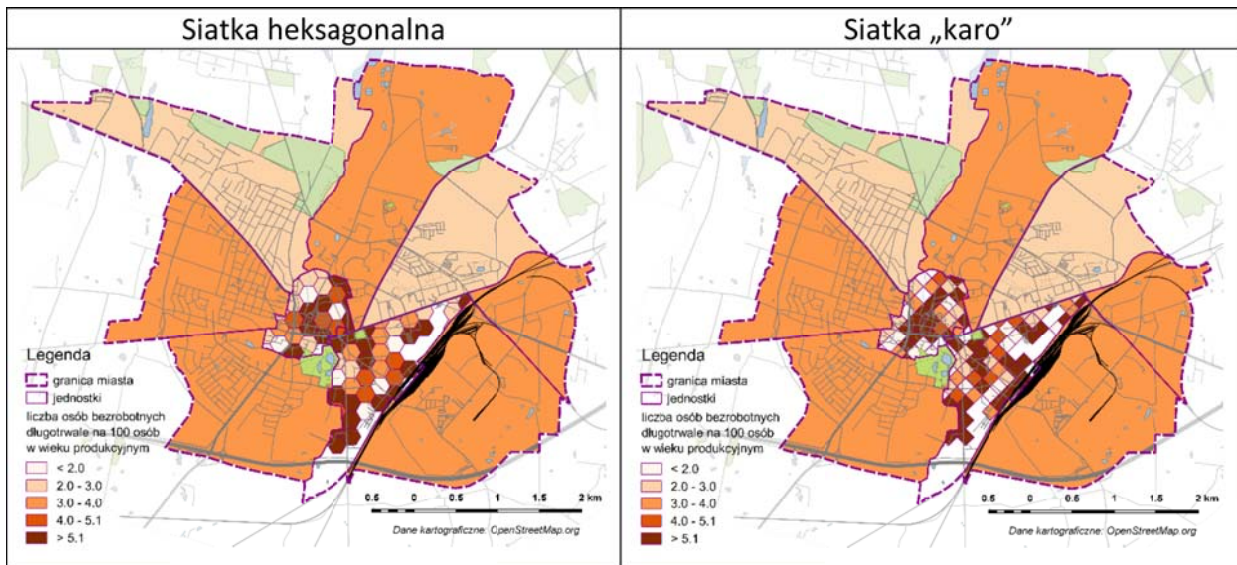 Siatka heksagonalna
Siatka „karo”
Legenda
granica miasta
jednostki
liczba osób bezrobotnych
długotrwale na 100 osób
w wieku produkcyjnym
< 2.0
2.0 - 3.0
3.0 - 4.0
4.0 - 5.1
> 5.1
0.5 0 0.5 1 1.5 2 km
Dane kartograficzne: OpenStreetMap.org
Legenda
granica miasta
jednostki
liczba osób bezrobotnych
długotrwale na 100 osób
w wieku produkcyjnym
< 2.0
2.0 - 3.0
3.0 - 4.0
4.0 - 5.1
> 5.1
0.5 0 0.5 1 1.5 2 km
Dane kartograficzne: OpenStreetMap.org